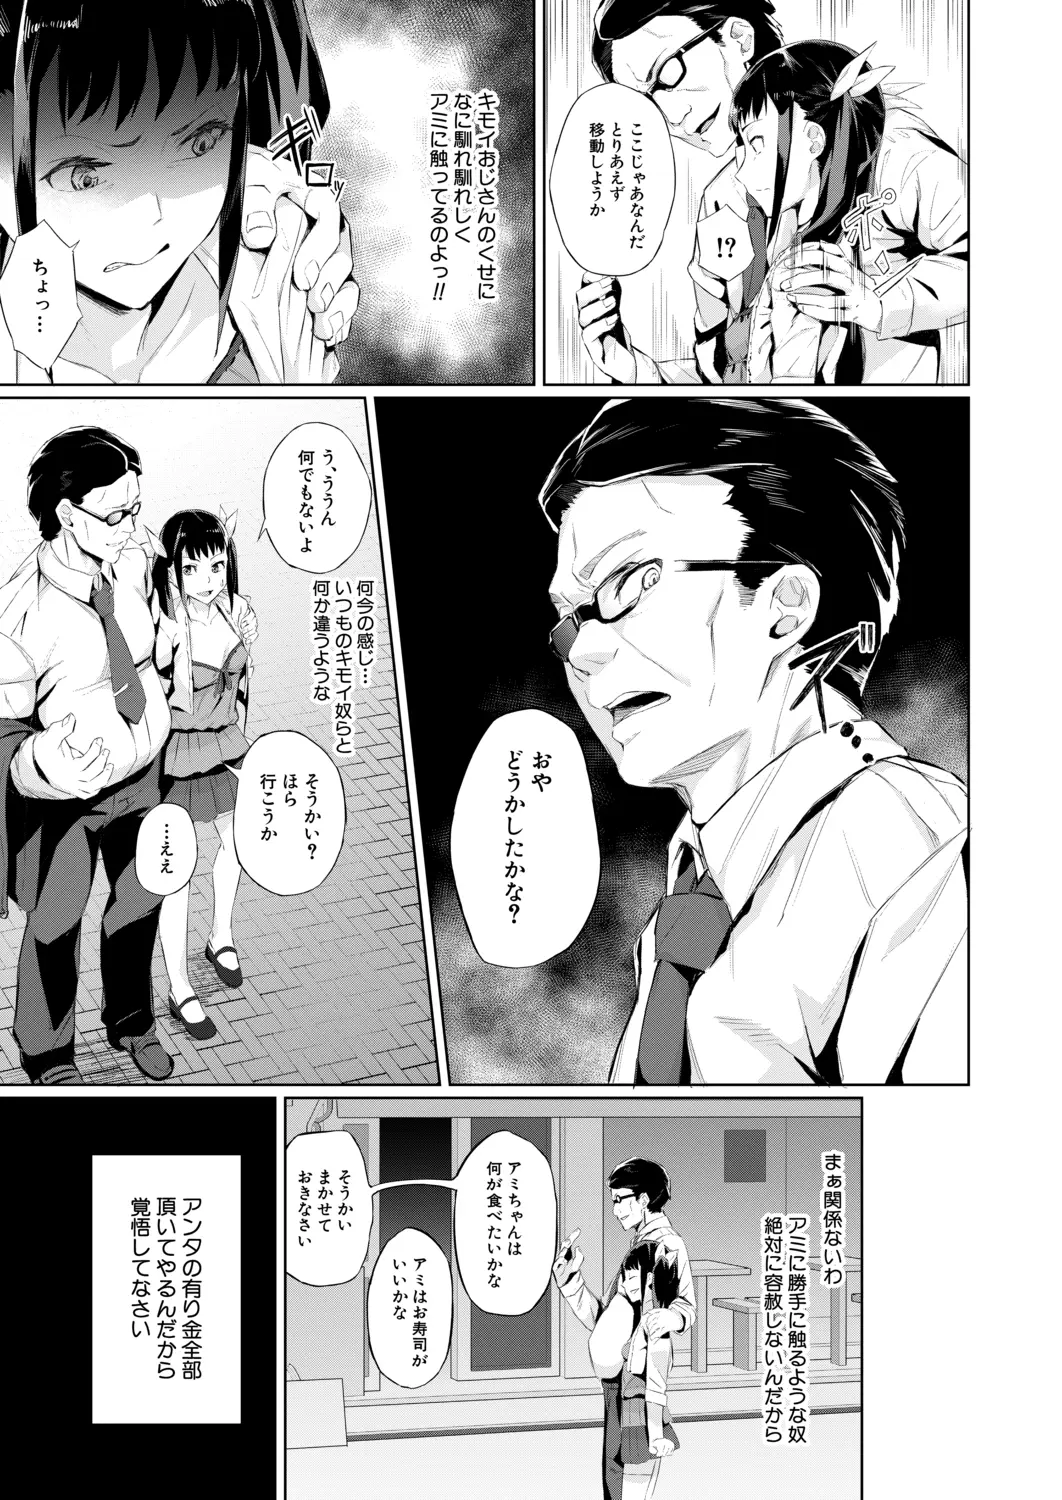 ここじゃあなんだ
とりあえず
移動しようか
!?
ポン
キモイおじさんのくせに
なに馴れ馴れしく
アミに触ってるのよっ!!
ギロッ
ちょっ…
おや
どうかしたかな?
う、ううん
何でもないよ
何今の感じ…
いつものキモイ奴らと
何か違うような
そうかい?
ほら
行こうか
…ええ
まぁ関係ないわ
アミに勝手に触るような奴
絶対に容赦しないんだから
アミちゃんは
何が食べたいかな
アミはお寿司が
いいかな
そうかい
まかせて
おきなさい
アンタの有り金全部
頂いてやるんだから
覚悟してなさい